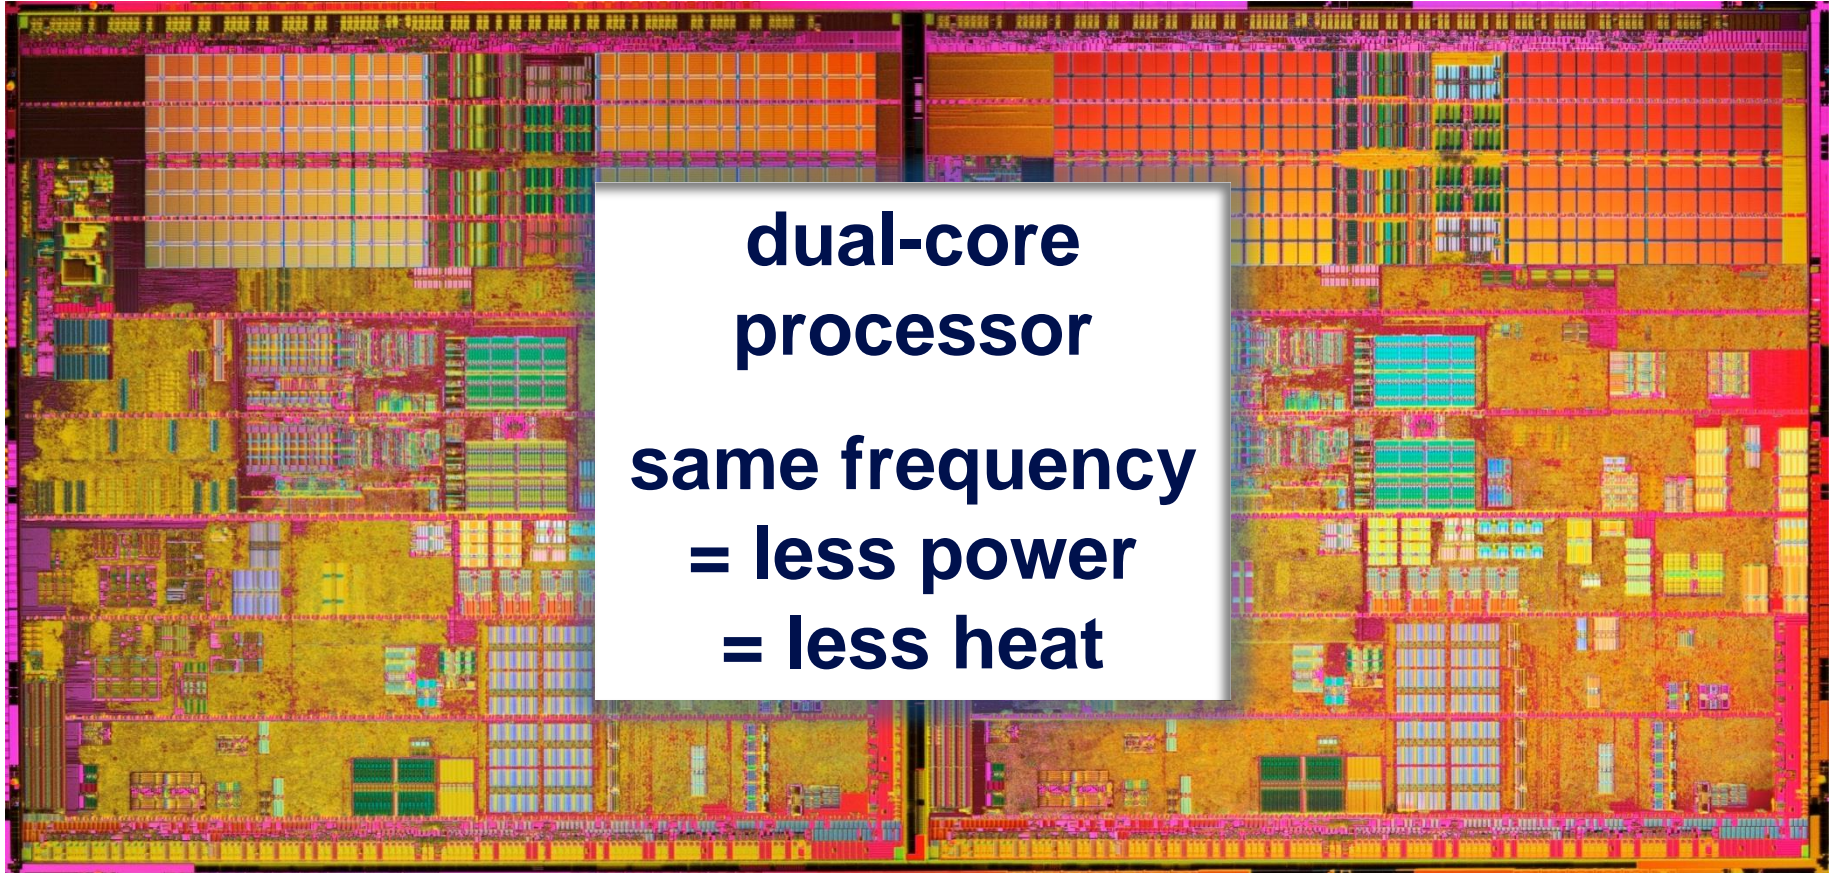 dual-core
processor
same frequency
= less power
= less heat